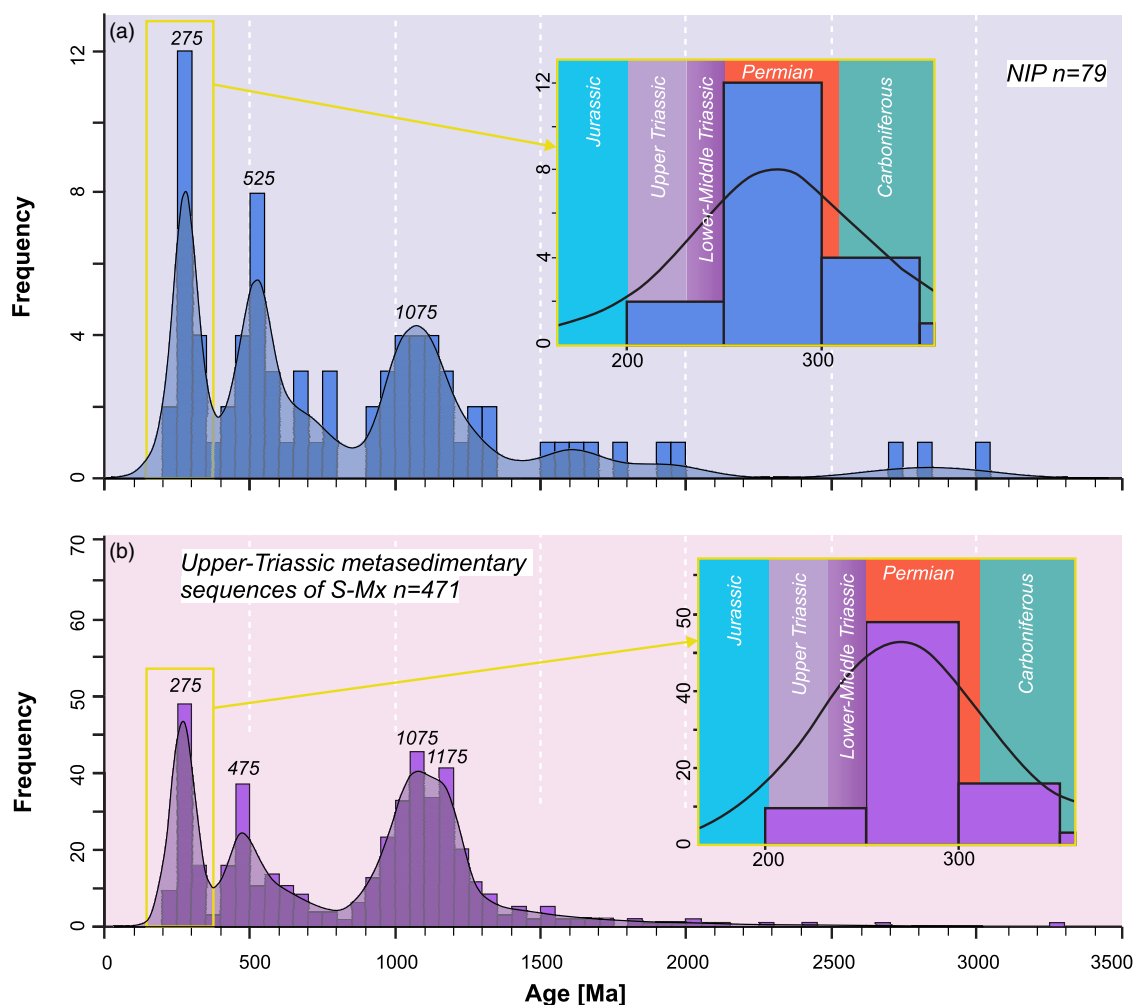 (a)
275
525
1075
NIP n=79
Frequency
12
8
4
0
Jurassic
Upper Triassic
Lower-Middle Triassic
Permian
Carboniferous
12
8
4
0
200
300
(b)
Upper-Triassic metasedimentary
sequences of S-Mx n=471
275
475
1075
1175
Frequency
70
60
50
40
30
20
10
0
Jurassic
Upper Triassic
Lower-Middle Triassic
Permian
Carboniferous
50
40
20
0
200
300
0
500
1000
1500
2000
2500
3000
3500
Age [Ma]